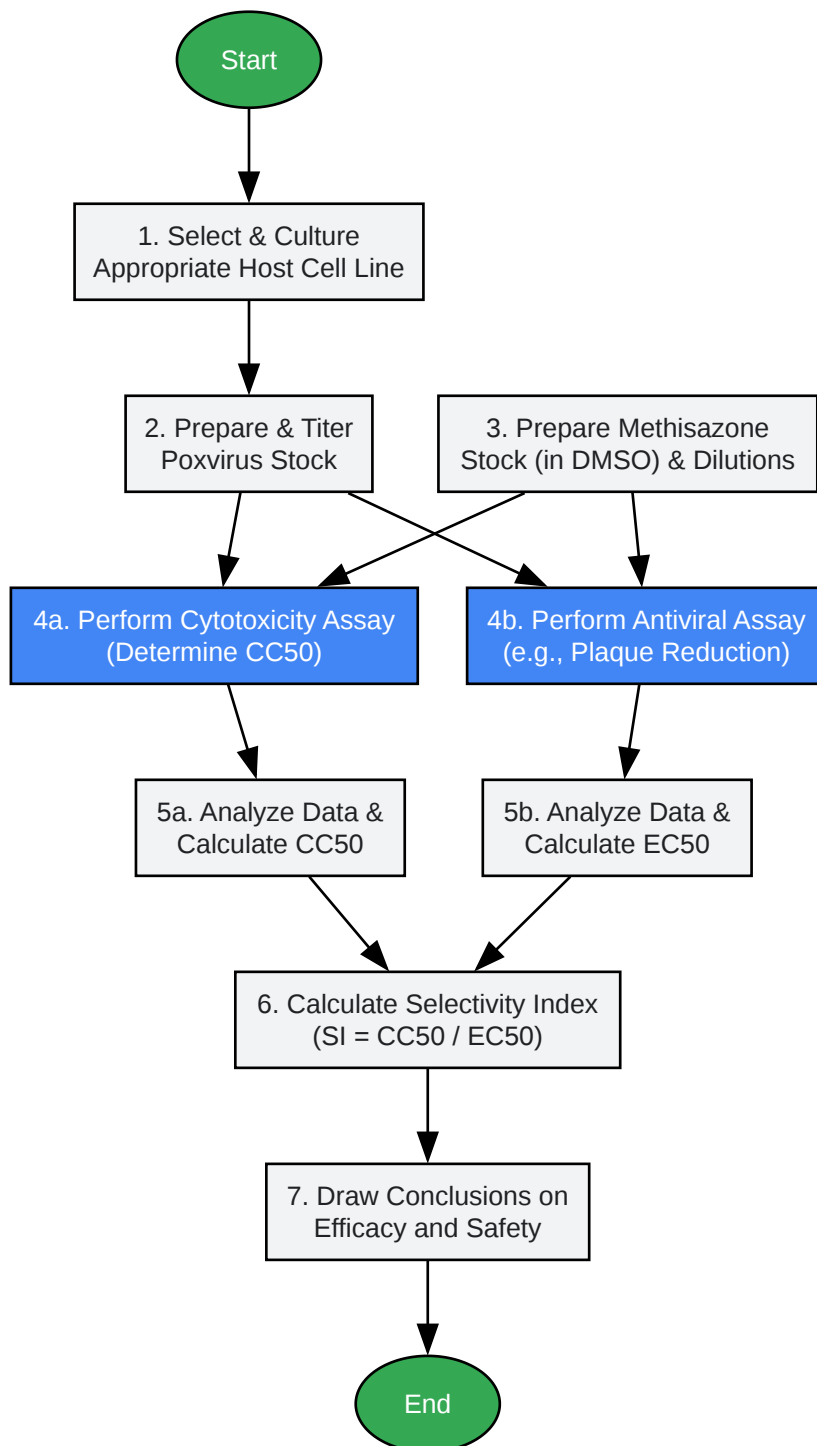 Start
1. Select & Culture
Appropriate Host Cell Line
2. Prepare & Titer
Poxvirus Stock
3. Prepare Methisazone
Stock (in DMSO) & Dilutions
4a. Perform Cytotoxicity Assay
(Determine CC50)
4b. Perform Antiviral Assay
(e.g., Plaque Reduction)
5a. Analyze Data &
Calculate CC50
5b. Analyze Data &
Calculate EC50
6. Calculate Selectivity Index
(SI = CC50 / EC50)
7. Draw Conclusions on
Efficacy and Safety
End